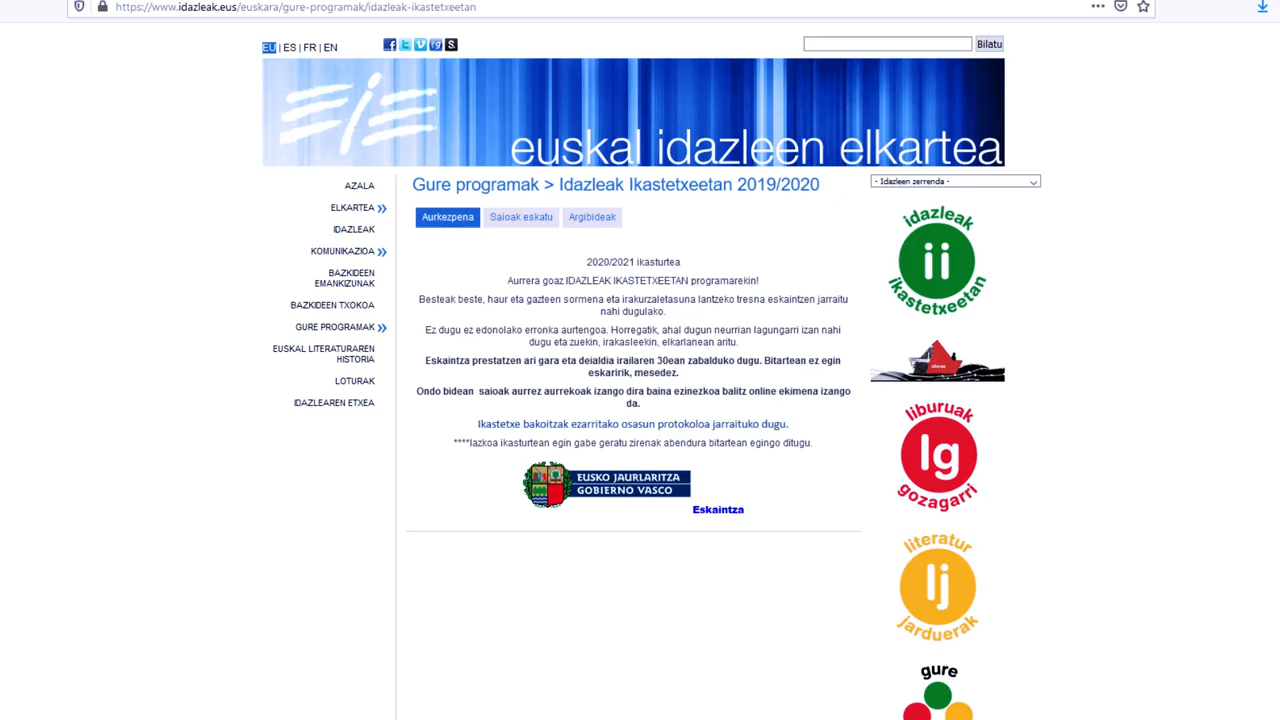 https://www.idazleak.eus/euskara/gure-programak/idazleak-ikastetxeetan
EU | ES | FR | EN
Bilatu
EIE
euskal idazleen elkartea
AZALA
ELKARTEA
IDAZLEAK
KOMUNIKAZIOA
BAZKIDEEN
EMANKIZUNAK
BAZKIDEEN TXOKOA
GURE PROGRAMAK
EUSKAL LITERATURAREN
HISTORIA
LOTURAK
IDAZLEAREN ETXEA
Gure programak > Idazleak Ikastetxeetan 2019/2020
Aurkezpena Saioak eskatu Argibideak
2020/2021 ikasturtea
Aurrera goaz IDAZLEAK IKASTETXEETAN programarekin!
Besteak beste, haur eta gazteen sormena eta irakurzaletasuna lantzeko tresna eskaintzen jarraitu
nahi dugulako.
Ez dugu ez edonolako erronka aurtengoa. Horregatik, ahal dugun neurrian lagungarri izan nahi
dugu eta zuekin, irakasleekin, elkarlanean aritu.
Eskaintza prestatzen ari gara eta deialdia irailaren 30ean zabalduko dugu. Bitartean ez egin
eskaririk, mesedez.
Ondo bidean saioak aurrez aurrekoak izango dira baina ezinezkoa balitz online ekimena izango
da.
Ikastetxe bakoitzak ezarritako osasun protokoloa jarraituko dugu.
****Iazkoa ikasturtean egin gabe geratu zirenak abendura bitartean egingo ditugu.
EUSKO JAURLARITZA
GOBIERNO VASCO
Eskaintza
- Idazleen zerrenda -
idazleak
ii
ikastetxeetan
liburuak
lg
gozagarri
literatur
lj
jarduerak
gure